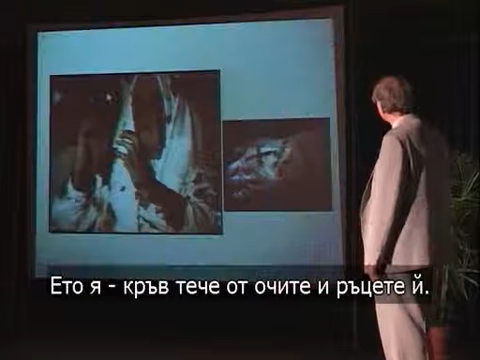 Ето я - кръв тече от очите и ръцете й.